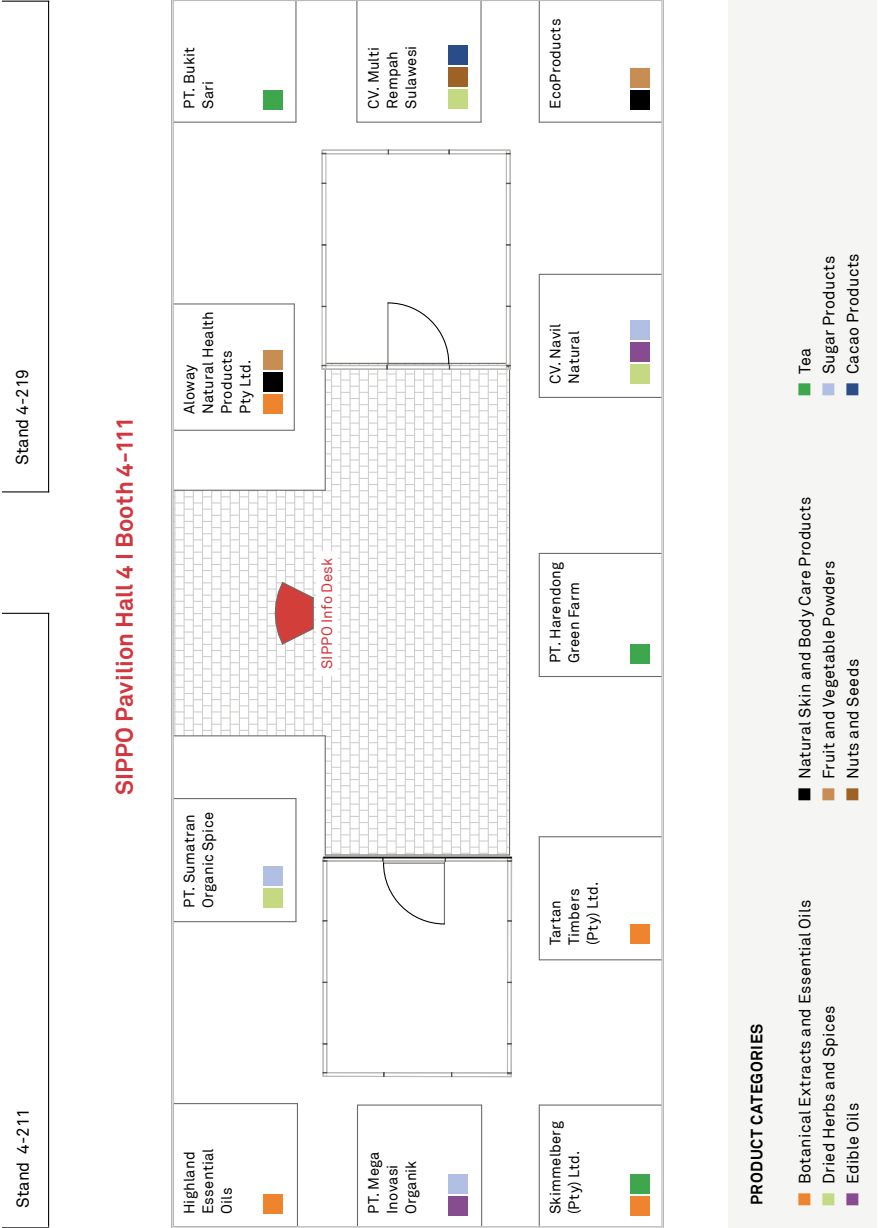 Stand 4-211
Stand 4-219
SIPPO Pavilion Hall 4 I Booth 4-111
Highland
Essential
Oils
PT. Sumatran
Organic Spice
Aloway
Natural Health
Products
Pty Ltd.
PT. Bukit
Sari
SIPPO Info Desk
PT. Mega
Inovasi
Organik
CV. Multi
Rempah
Sulawesi
Skimmelberg
(Pty) Ltd.
Tartan
Timbers
(Pty) Ltd.
PT. Harendong
Green Farm
CV. Navil
Natural
EcoProducts
PRODUCT CATEGORIES
Botanical Extracts and Essential Oils
Dried Herbs and Spices
Edible Oils
Natural Skin and Body Care Products
Fruit and Vegetable Powders
Nuts and Seeds
Tea
Sugar Products
Cacao Products